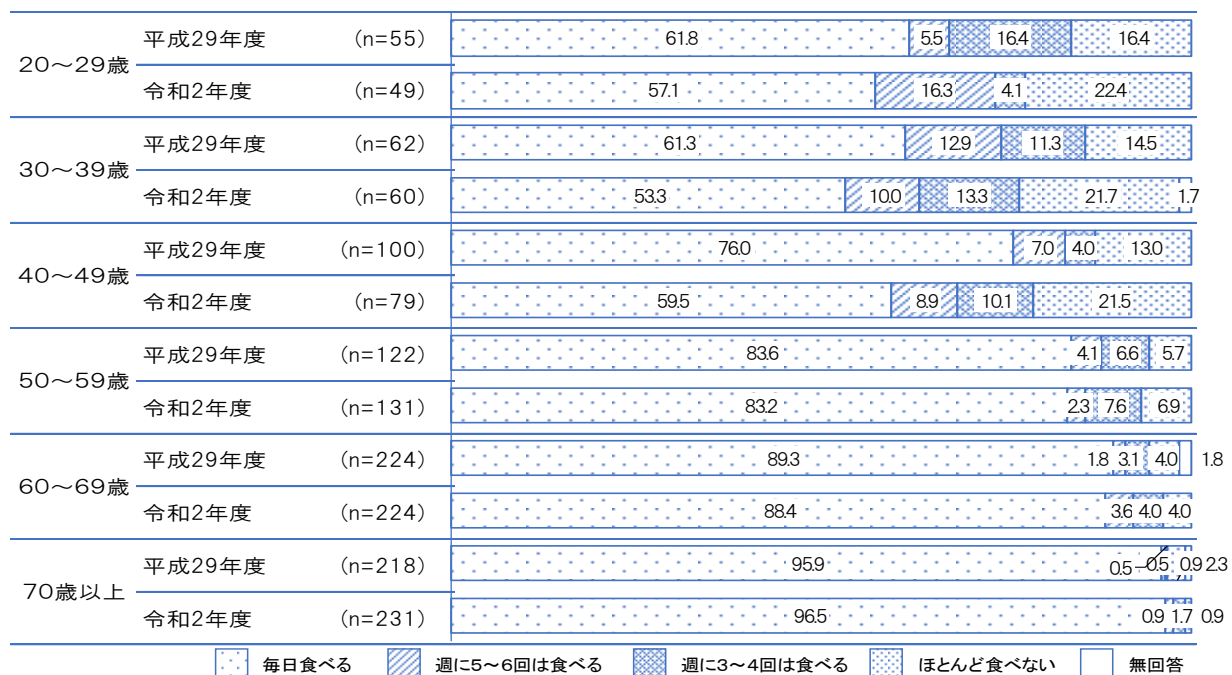 20～29歳
平成29年度 (n=55) 61.8 5.5 16.4 16.4
令和2年度 (n=49) 57.1 16.3 4.1 22.4
30～39歳
平成29年度 (n=62) 61.3 12.9 11.3 14.5
令和2年度 (n=60) 53.3 10.0 13.3 21.7 1.7
40～49歳
平成29年度 (n=100) 76.0 7.0 4.0 13.0
令和2年度 (n=79) 59.5 8.9 10.1 21.5
50～59歳
平成29年度 (n=122) 83.6 4.1 6.6 5.7
令和2年度 (n=131) 83.2 2.3 7.6 6.9
60～69歳
平成29年度 (n=224) 89.3 1.8 3.1 4.0 1.8
令和2年度 (n=224) 88.4 3.6 4.0 4.0
70歳以上
平成29年度 (n=218) 95.9 0.5 0.5 0.9 2.3
令和2年度 (n=231) 96.5 0.9 1.7 0.9
毎日食べる 週に5～6回は食べる 週に3～4回は食べる ほとんど食べない 無回答